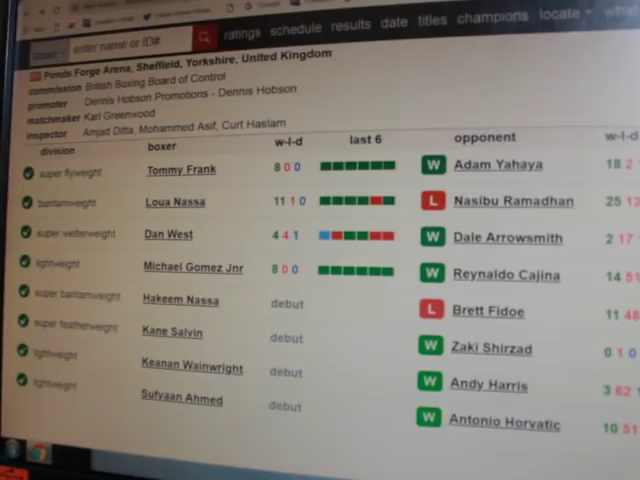 enter name or ID#
ratings schedule results date titles champions locate
Ponds Forge Arena, Sheffield, Yorkshire, United Kingdom
commission British Boxing Board of Control
promoter Dennis Hobson Promotions - Dennis Hobson
matchmaker Karl Greenwood
inspector Amjad Ditta, Mohammed Asif, Curt Haslam
division boxer w-l-d last 6 opponent w-l-d
super flyweight Tommy Frank 8 0 0 W Adam Yahaya 18 2
bantamweight Loua Nassa 11 1 0 L Nasibu Ramadhan 25 12
super welterweight Dan West 4 4 1 W Dale Arrowsmith 2 17
lightweight Michael Gomez Jnr 8 0 0 W Reynaldo Cajina 14 51
super bantamweight Hakeem Nassa debut L Brett Fidoe 11 48
super featherweight Kane Salvin debut W Zaki Shirzad 0 1 0
lightweight Keanan Wainwright debut W Andy Harris 3 62
lightweight Sufyaan Ahmed debut W Antonio Horvatic 10 51